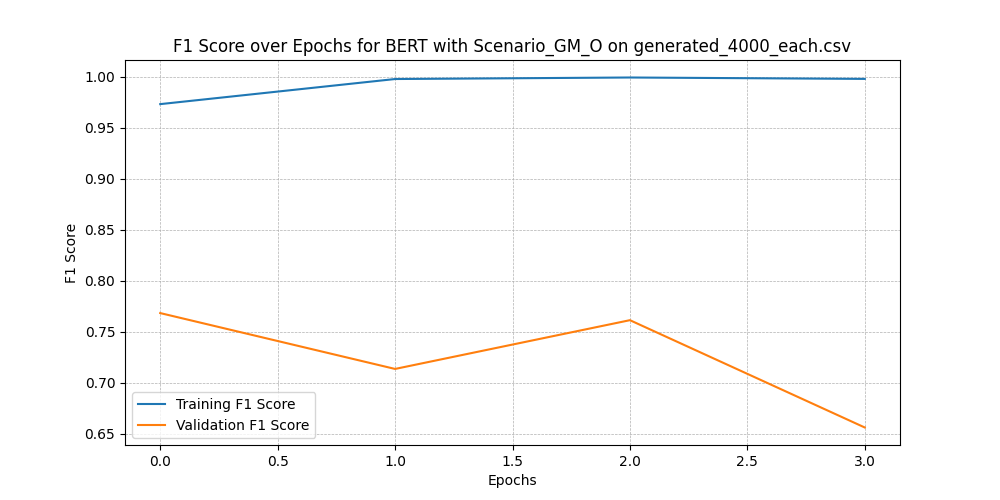 F1 Score over Epochs for BERT with Scenario_GM_O on generated_4000_each.csv
F1 Score
1.00
0.95
0.90
0.85
0.80
0.75
0.70
0.65
Training F1 Score
Validation F1 Score
0.0 0.5 1.0 1.5 2.0 2.5 3.0
Epochs